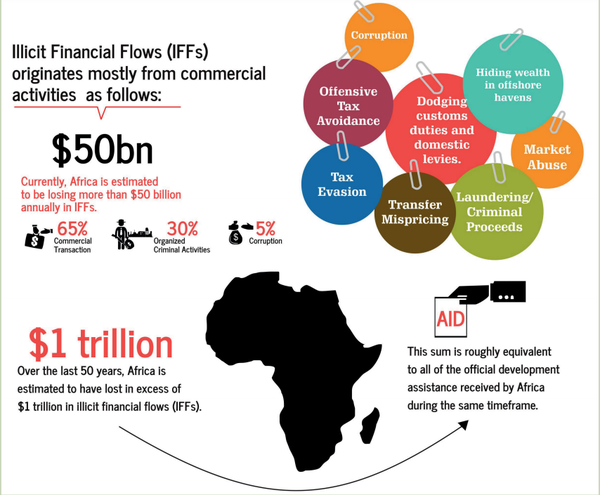 Illicit Financial Flows (IFFs)
originates mostly from commercial
activities as follows:
$50bn
Currently, Africa is estimated
to be losing more than $50 billion
annually in IFFs.
65%
Commercial
Transaction
30%
Organized
Criminal Activities
5%
Corruption
Corruption
Offensive
Tax
Avoidance
Dodging
customs
duties and
domestic
levies.
Hiding wealth
in offshore
havens
Market
Abuse
Tax
Evasion
Transfer
Mispricing
Laundering/
Criminal
Proceeds
$1 trillion
Over the last 50 years, Africa is
estimated to have lost in excess of
$1 trillion in illicit financial flows (IFFs).
AID
This sum is roughly equivalent
to all of the official development
assistance received by Africa
during the same timeframe.